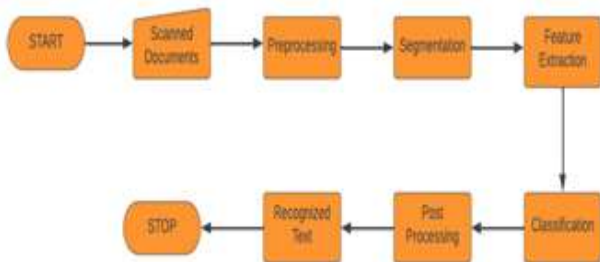 START
Scanned
Documents
Preprocessing
Segmentation
Feature
Extraction
Classification
Post
Processing
Recognized
Text
STOP